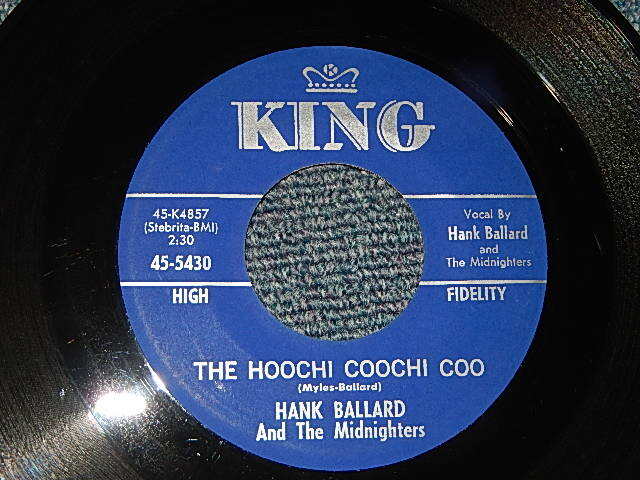 K
KING
45-K4857
(Stebrita-BMI)
2:30
45-5430
Vocal By
Hank Ballard
and
The Midnighters
HIGH FIDELITY
THE HOOCHI COOCHI COO
(Myles-Ballard)
HANK BALLARD
And The Midnighters